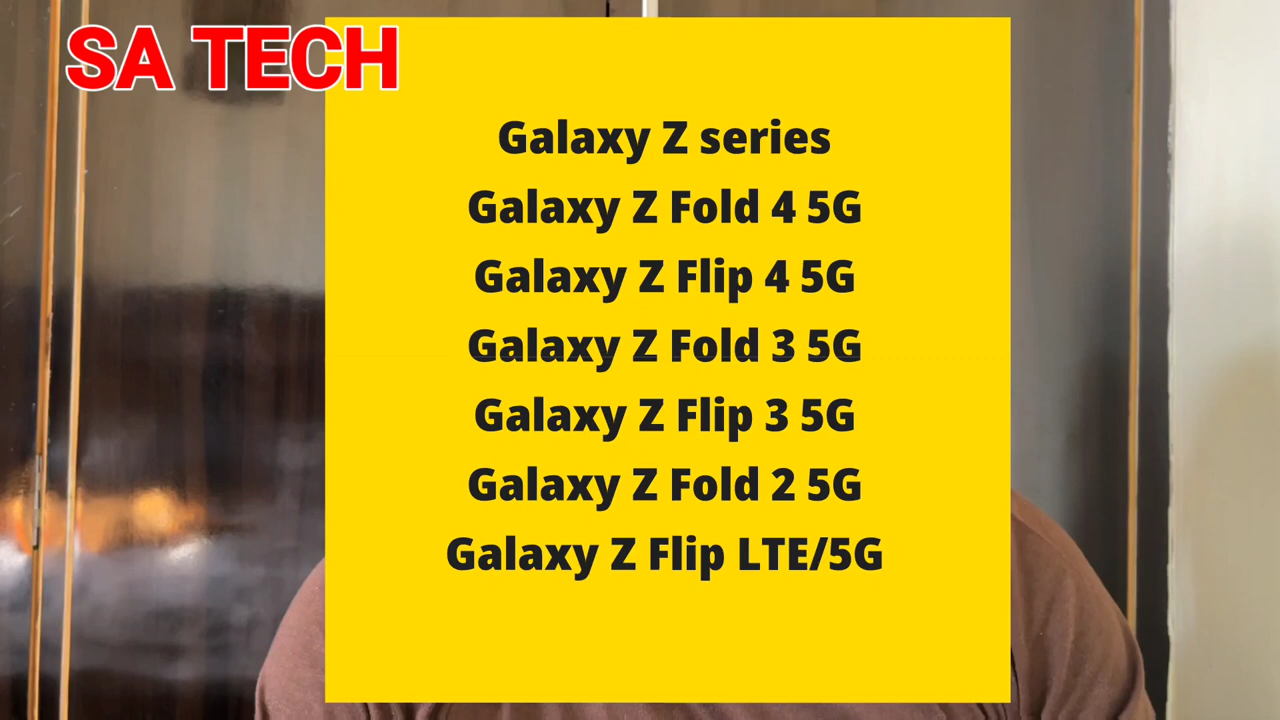 SA TECH
Galaxy Z series
Galaxy Z Fold 4 5G
Galaxy Z Flip 4 5G
Galaxy Z Fold 3 5G
Galaxy Z Flip 3 5G
Galaxy Z Fold 2 5G
Galaxy Z Flip LTE/5G